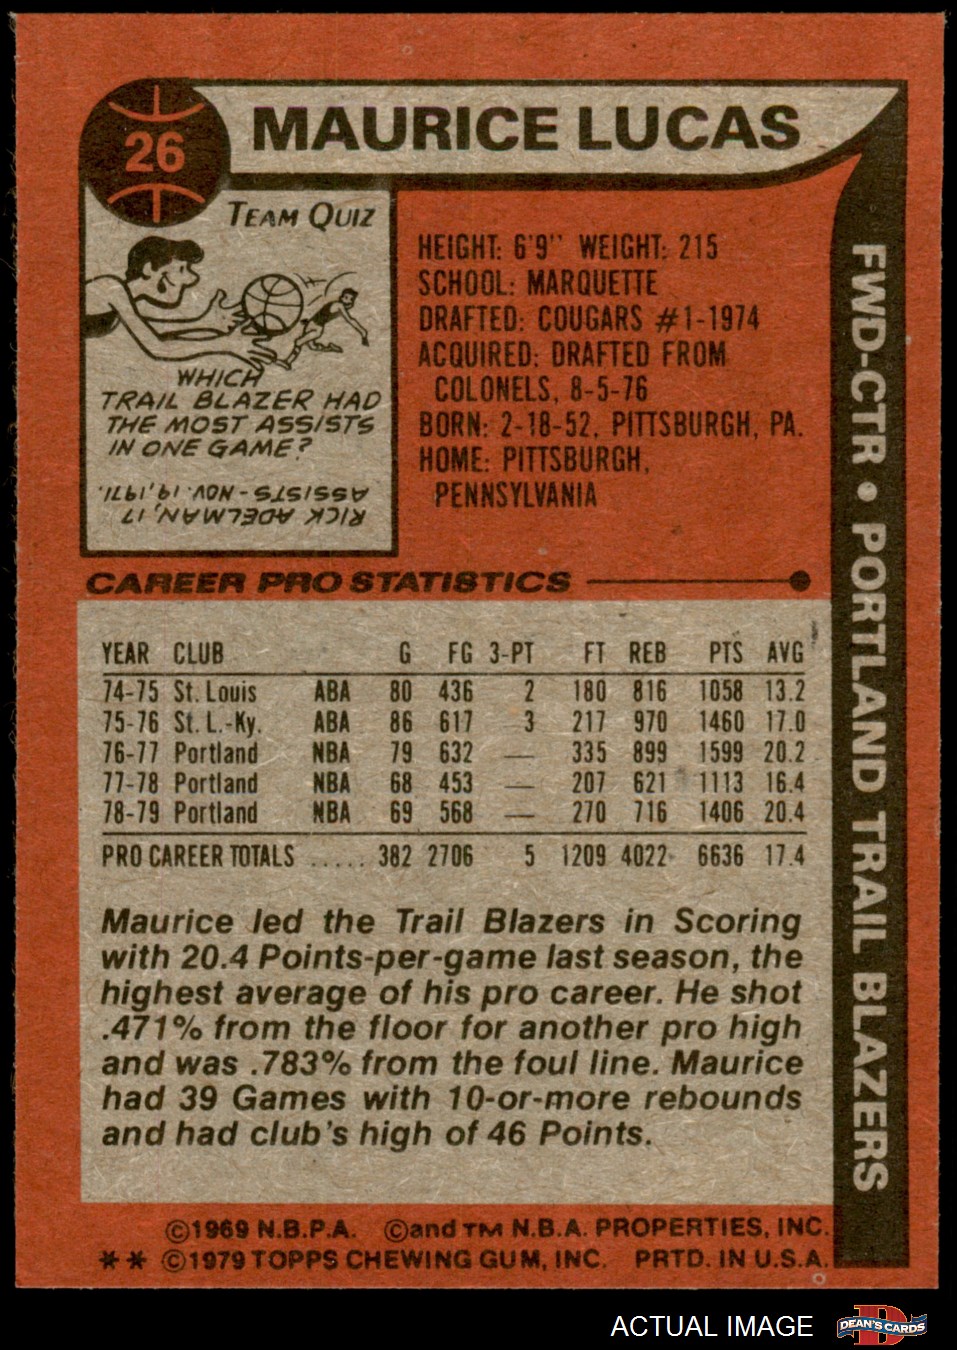 26
MAURICE LUCAS
TEAM QUIZ
WHICH
TRAIL BLAZER HAD
THE MOST ASSISTS
IN ONE GAME?
RICK ADELMAN, 17
ASSISTS - NOV. 19, 1971.
HEIGHT: 6'9" WEIGHT: 215
SCHOOL: MARQUETTE
DRAFTED: COUGARS #1-1974
ACQUIRED: DRAFTED FROM
COLONELS, 8-5-76
BORN: 2-18-52, PITTSBURGH, PA.
HOME: PITTSBURGH,
PENNSYLVANIA
FWD-CTR • PORTLAND TRAIL BLAZERS
CAREER PRO STATISTICS
YEAR CLUB G FG 3-PT FT REB PTS AVG
74-75 St. Louis ABA 80 436 2 180 816 1058 13.2
75-76 St. L.-Ky. ABA 86 617 3 217 970 1460 17.0
76-77 Portland NBA 79 632 — 335 899 1599 20.2
77-78 Portland NBA 68 453 — 207 621 1113 16.4
78-79 Portland NBA 69 568 — 270 716 1406 20.4
PRO CAREER TOTALS ..... 382 2706 5 1209 4022 6636 17.4
Maurice led the Trail Blazers in Scoring
with 20.4 Points-per-game last season, the
highest average of his pro career. He shot
.471% from the floor for another pro high
and was .783% from the foul line. Maurice
had 39 Games with 10-or-more rebounds
and had club's high of 46 Points.
©1969 N.B.P.A. ©and TM N.B.A. PROPERTIES, INC.
** ©1979 TOPPS CHEWING GUM, INC. PRTD. IN U.S.A.
ACTUAL IMAGE
DEAN'S CARDS